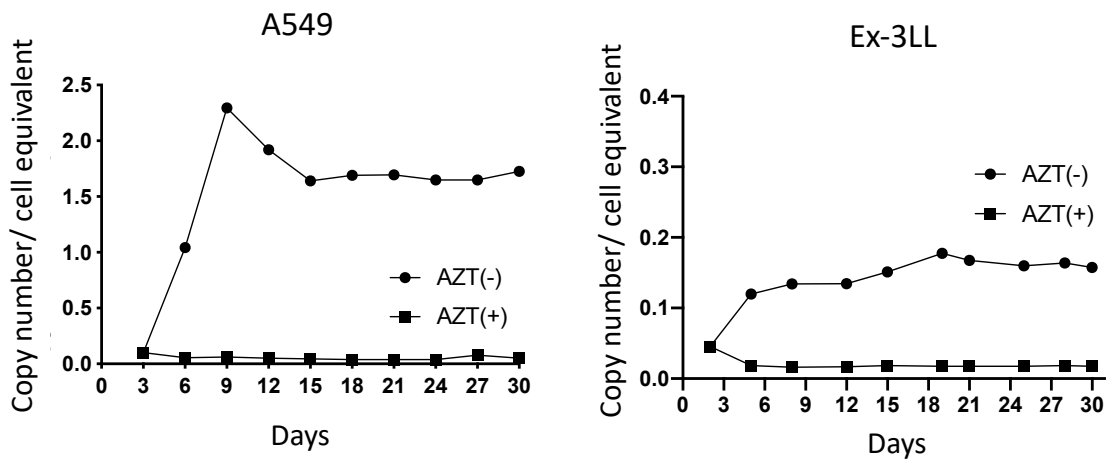 A549
Copy number/ cell equivalent
2.5
2.0
1.5
1.0
0.5
0.0
AZT(-)
AZT(+)
0 3 6 9 12 15 18 21 24 27 30
Days
Ex-3LL
Copy number/ cell equivalent
0.4
0.3
0.2
0.1
0.0
AZT(-)
AZT(+)
0 3 6 9 12 15 18 21 24 27 30
Days